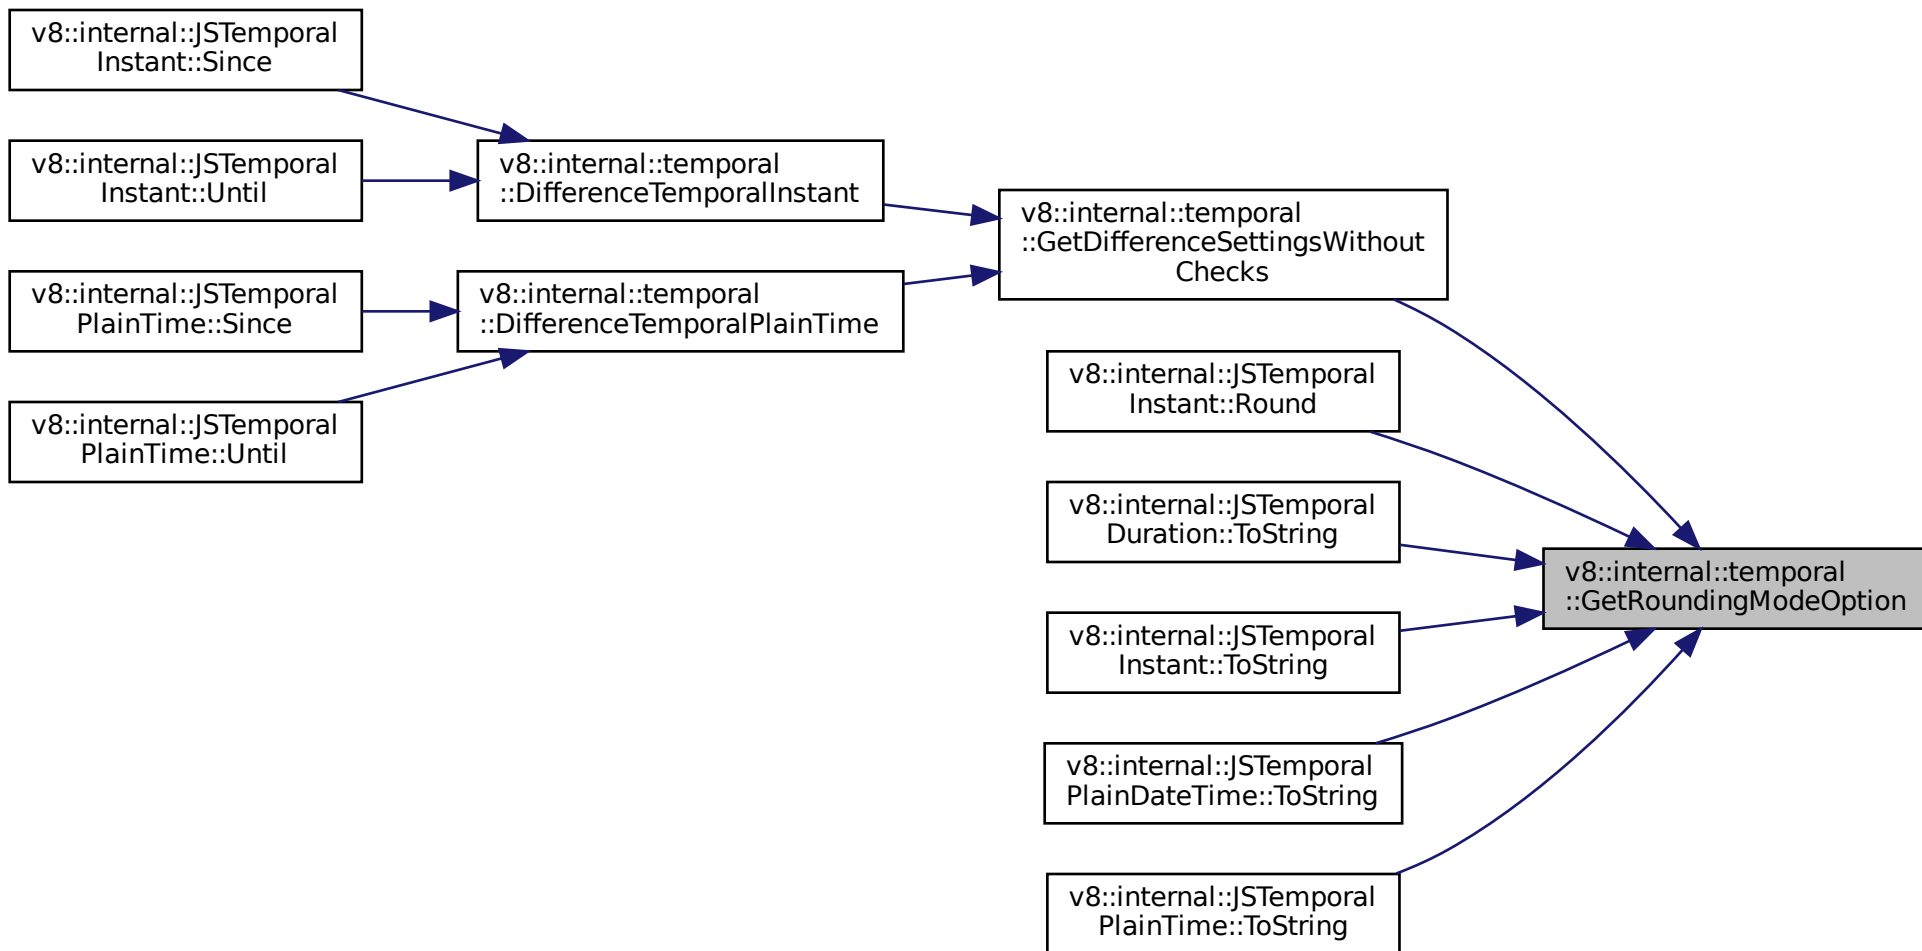 v8::internal::JSTemporal
Instant::Since
v8::internal::JSTemporal
Instant::Until
v8::internal::JSTemporal
PlainTime::Since
v8::internal::JSTemporal
PlainTime::Until
v8::internal::temporal
::DifferenceTemporalInstant
v8::internal::temporal
::DifferenceTemporalPlainTime
v8::internal::temporal
::GetDifferenceSettingsWithout
Checks
v8::internal::JSTemporal
Instant::Round
v8::internal::JSTemporal
Duration::ToString
v8::internal::JSTemporal
Instant::ToString
v8::internal::JSTemporal
PlainDateTime::ToString
v8::internal::JSTemporal
PlainTime::ToString
v8::internal::temporal
::GetRoundingModeOption